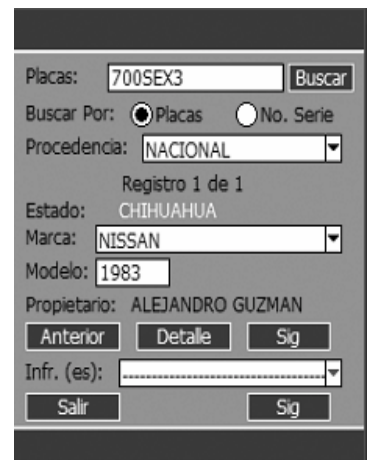 Placas: 700SEX3 Buscar
Buscar Por: Placas No. Serie
Procedencia: NACIONAL
Registro 1 de 1
Estado: CHIHUAHUA
Marca: NISSAN
Modelo: 1983
Propietario: ALEJANDRO GUZMAN
Anterior Detalle Sig
Infr. (es): ---------------------------------
Salir Sig